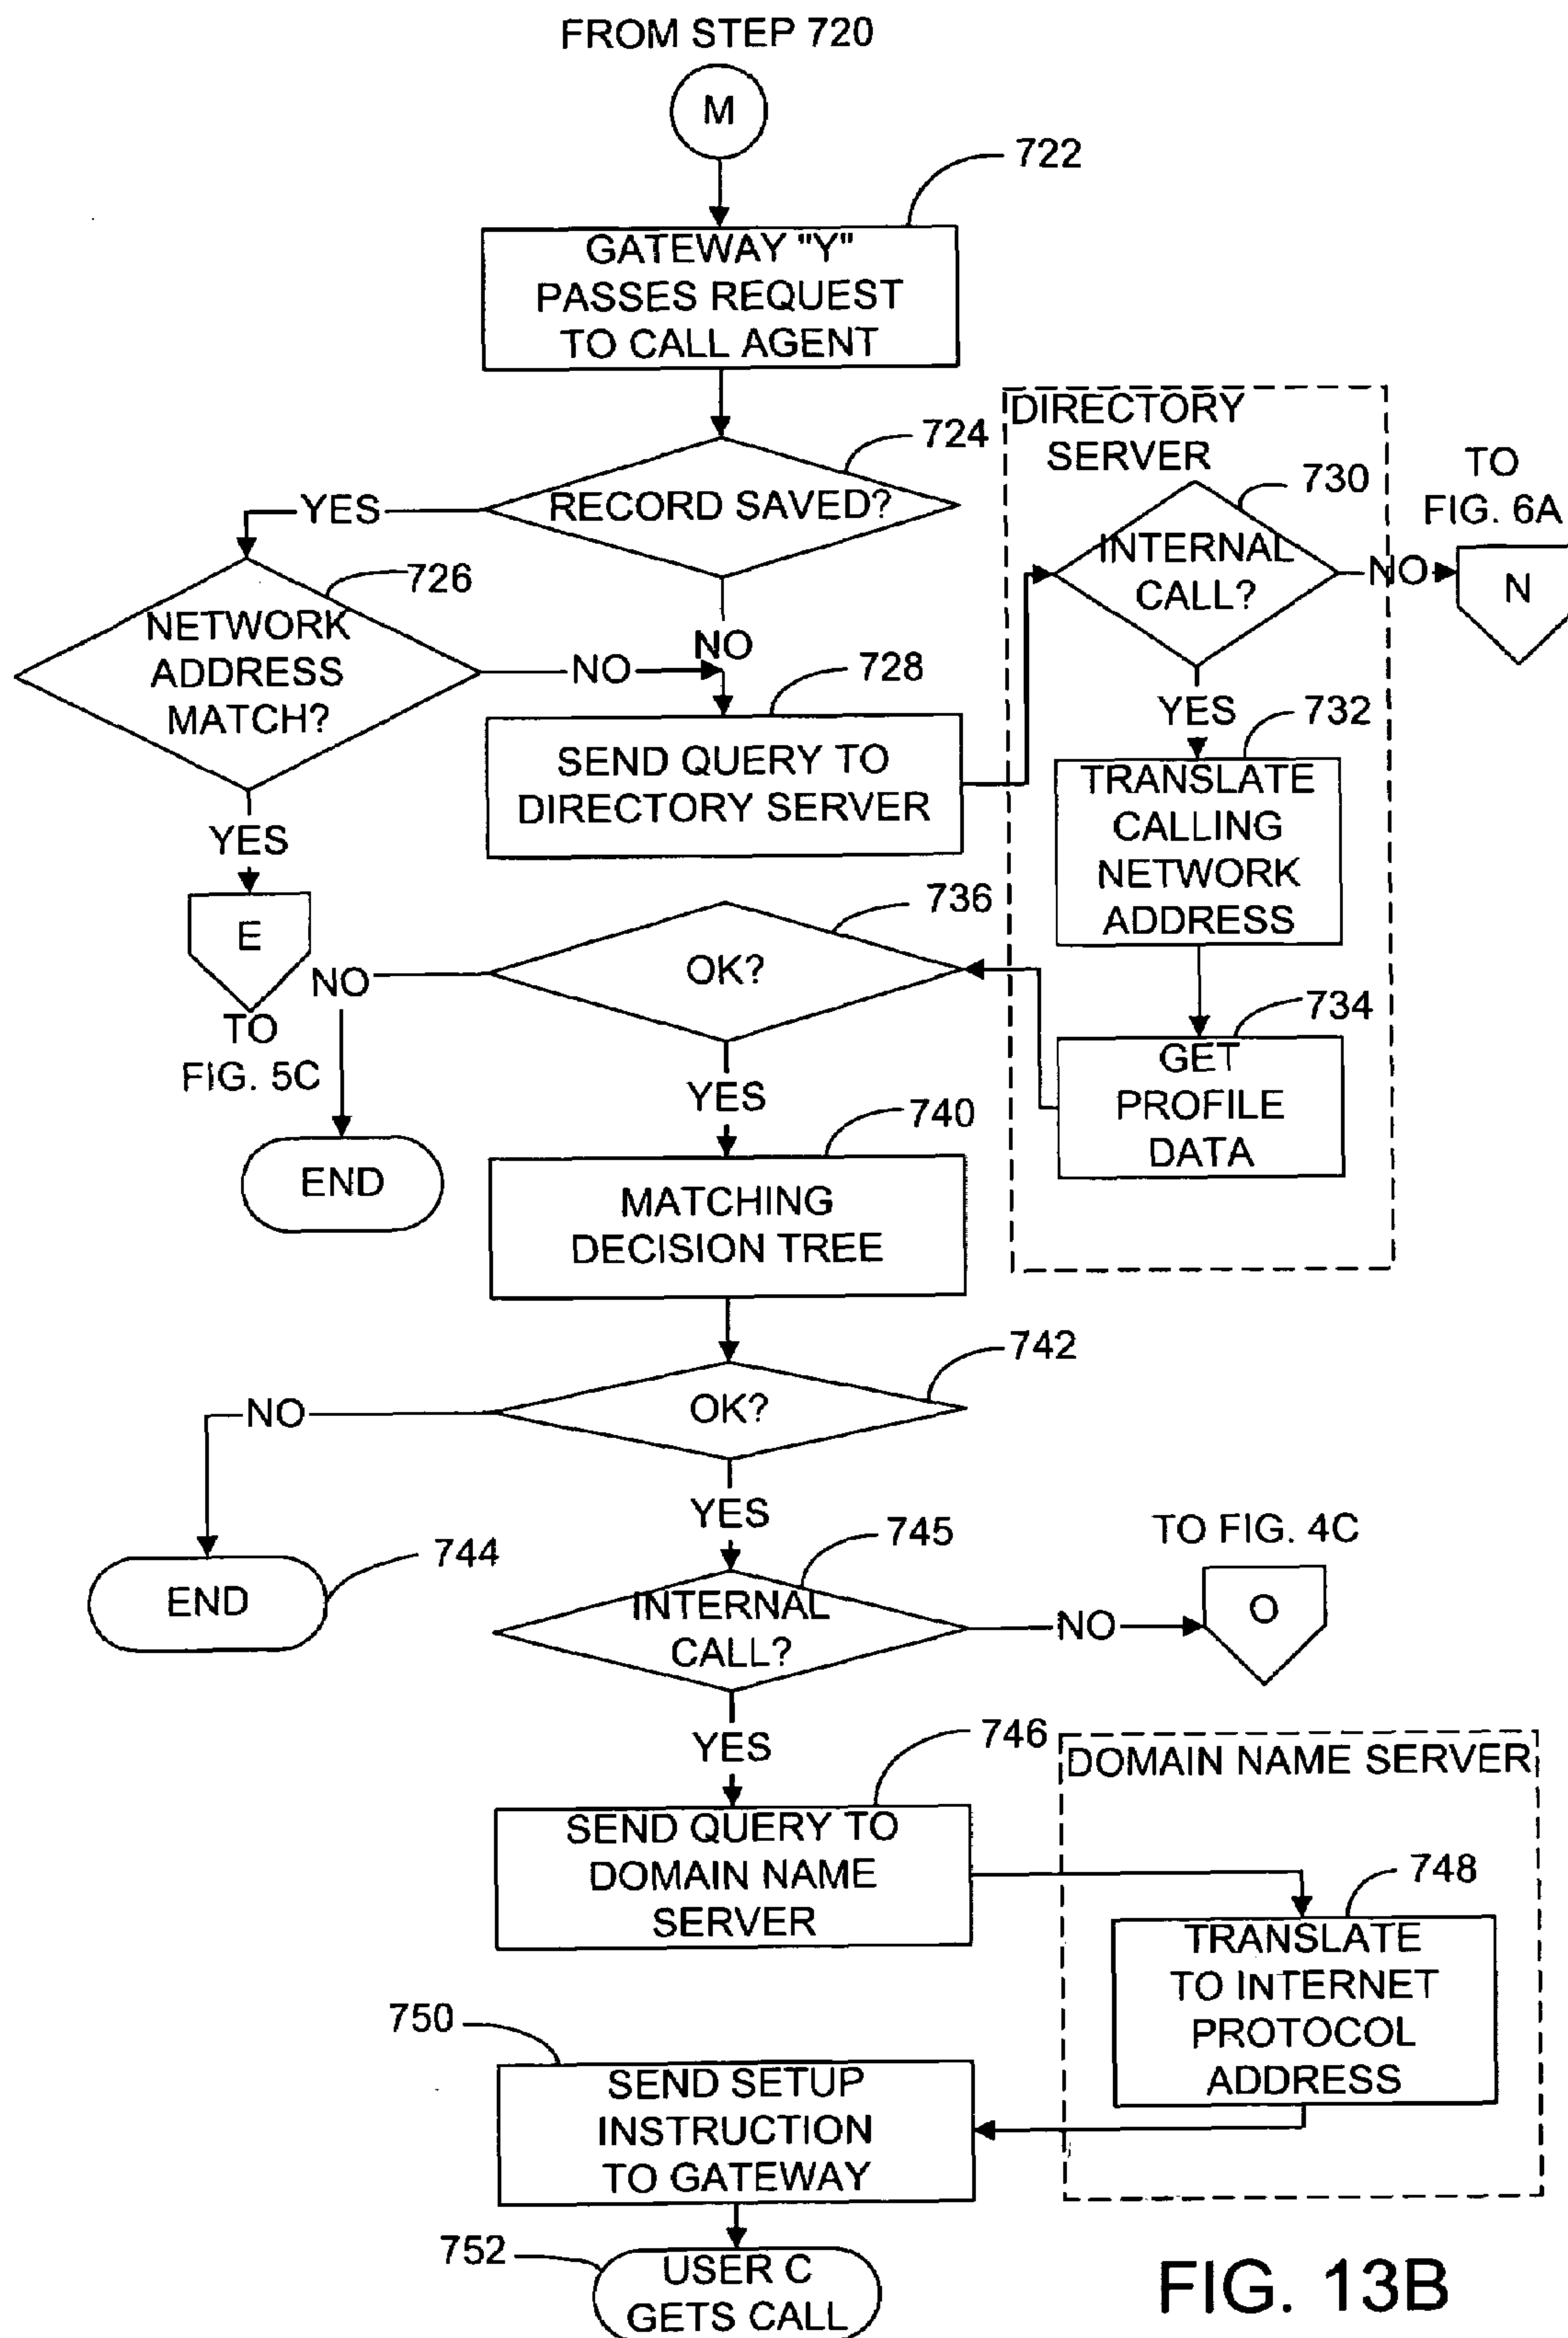 FROM STEP 720
M
722
GATEWAY "Y"
PASSES REQUEST
TO CALL AGENT
724
RECORD SAVED?
YES
NO
726
NETWORK
ADDRESS
MATCH?
NO
YES
E
TO
FIG. 5C
728
SEND QUERY TO
DIRECTORY SERVER
DIRECTORY
SERVER
730
INTERNAL
CALL?
NO
TO
FIG. 6A
N
YES
732
TRANSLATE
CALLING
NETWORK
ADDRESS
734
GET
PROFILE
DATA
736
OK?
NO
END
YES
740
MATCHING
DECISION TREE
742
OK?
NO
744
END
YES
745
INTERNAL
CALL?
NO
TO FIG. 4C
O
YES
746
SEND QUERY TO
DOMAIN NAME
SERVER
DOMAIN NAME SERVER
748
TRANSLATE
TO INTERNET
PROTOCOL
ADDRESS
750
SEND SETUP
INSTRUCTION
TO GATEWAY
752
USER C
GETS CALL
FIG. 13B